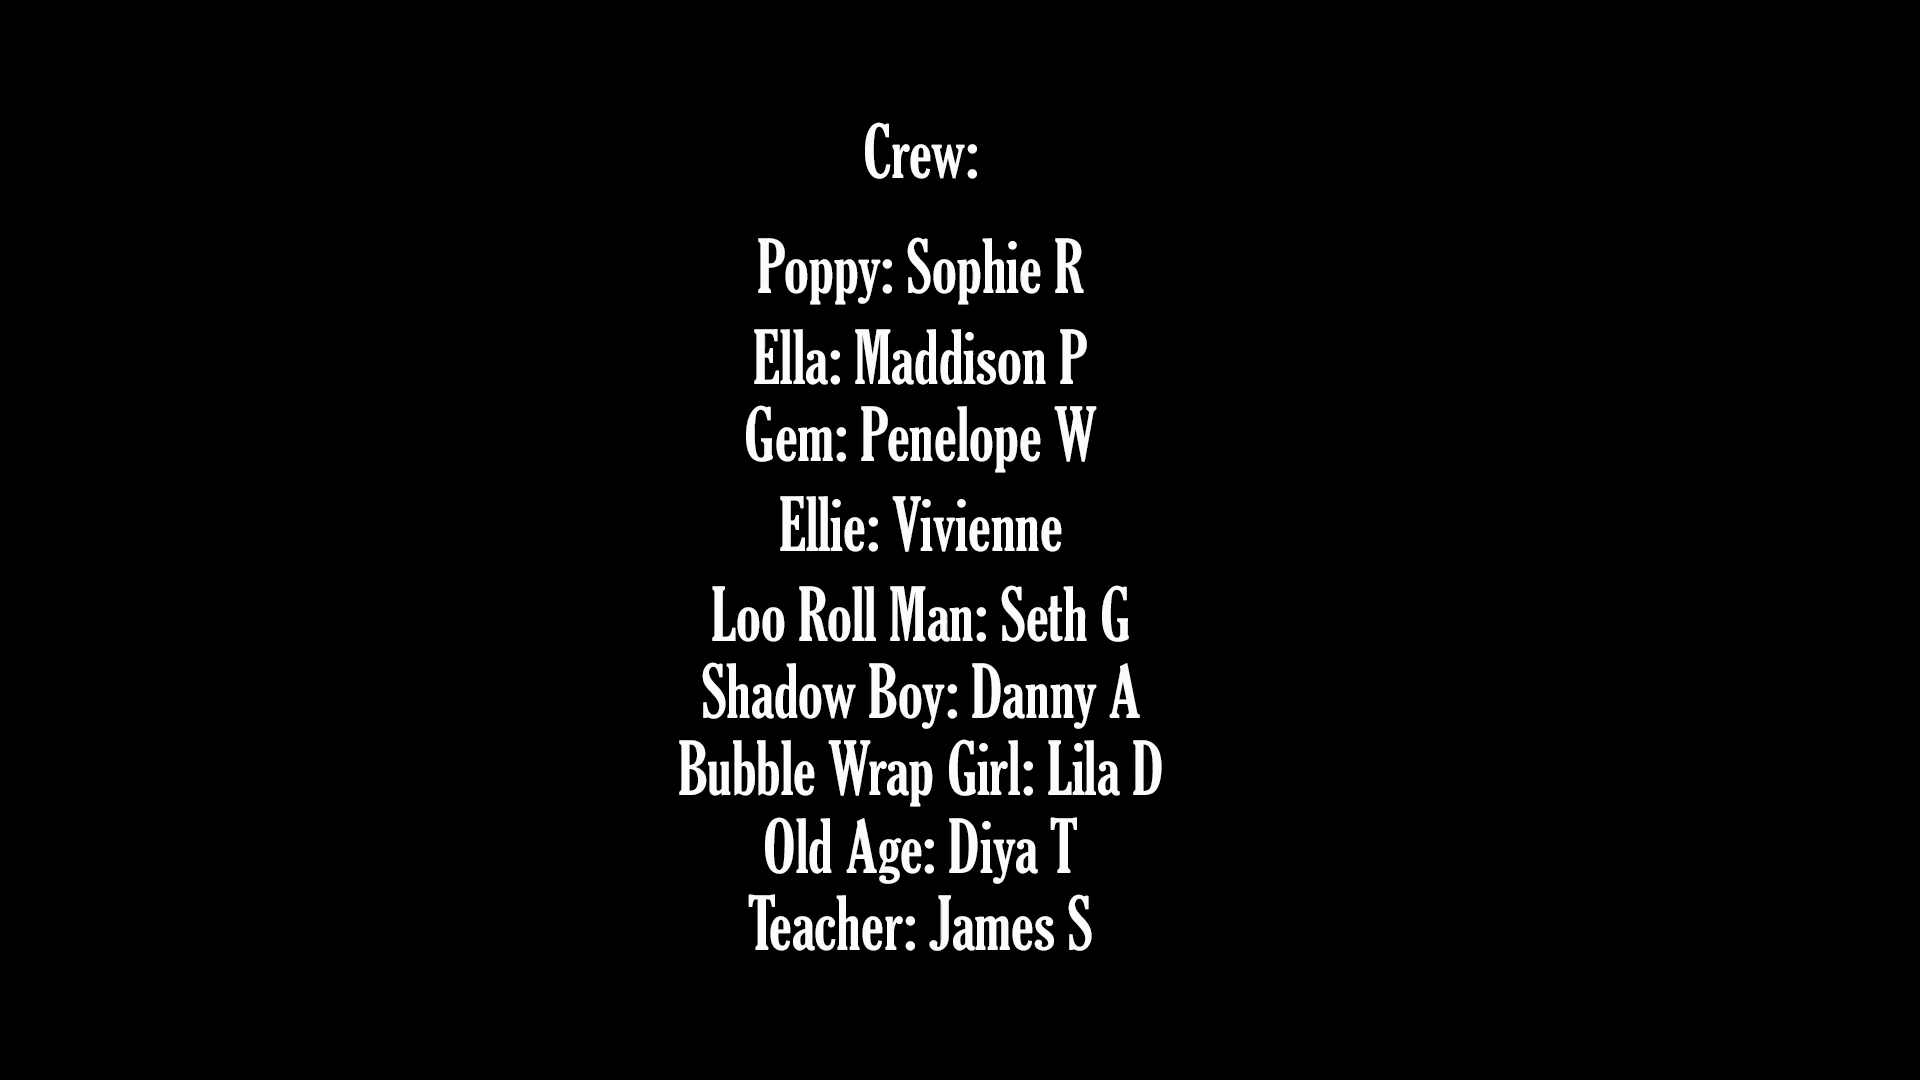 Crew:
Poppy: Sophie R
Ella: Maddison P
Gem: Penelope W
Ellie: Vivienne
Loo Roll Man: Seth G
Shadow Boy: Danny A
Bubble Wrap Girl: Lila D
Old Age: Diya T
Teacher: James S